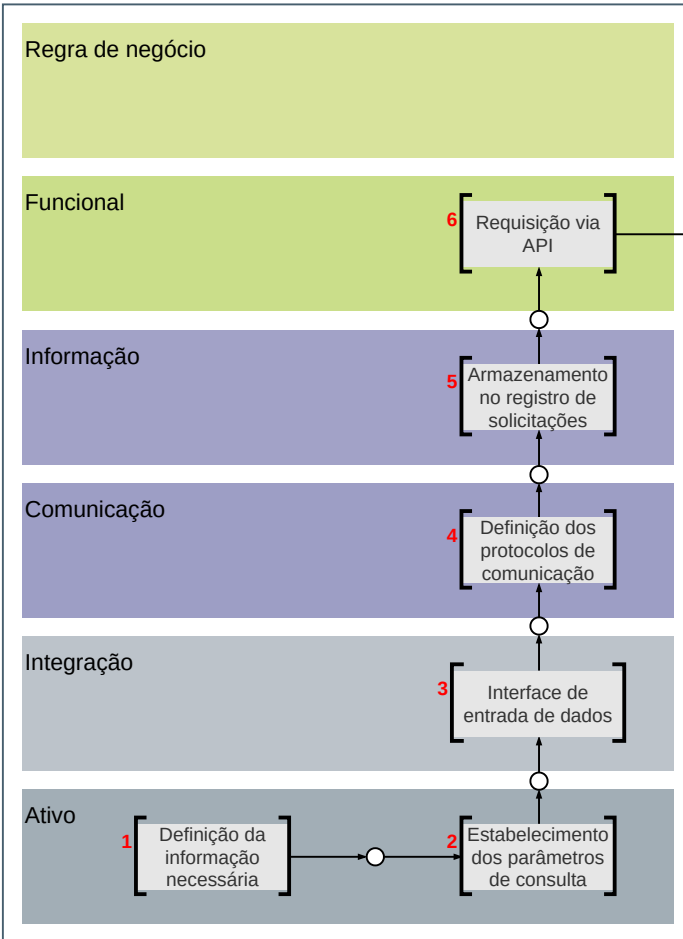 Regra de negócio
Funcional
6
Requisição via
API
Informação
5
Armazenamento
no registro de
solicitações
Comunicação
4
Definição dos
protocolos de
comunicação
Integração
3
Interface de
entrada de dados
Ativo
1
Definição da
informação
necessária
2
Estabelecimento
dos parâmetros
de consulta